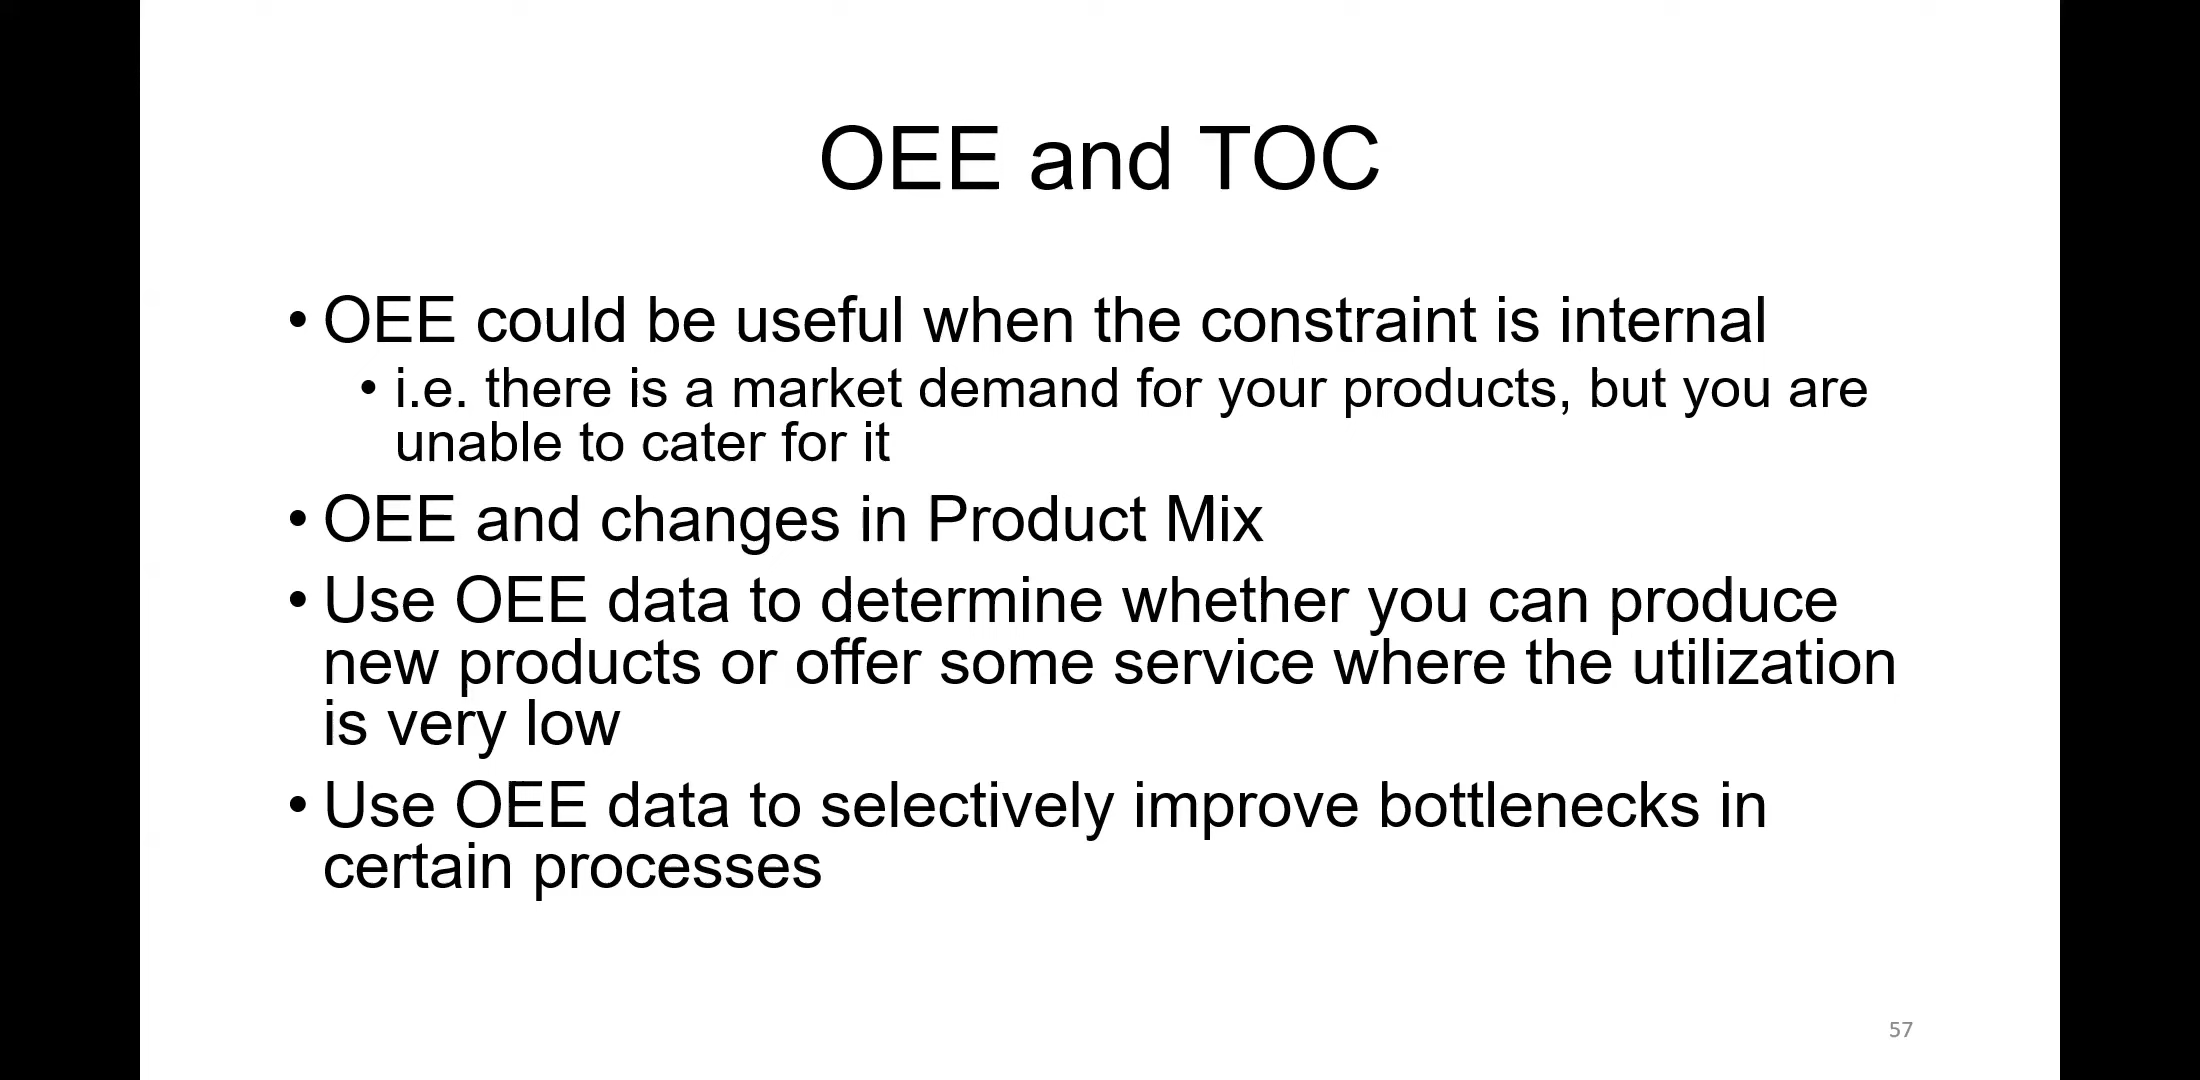 OEE and TOC
• OEE could be useful when the constraint is internal
• i.e. there is a market demand for your products, but you are
unable to cater for it
• OEE and changes in Product Mix
• Use OEE data to determine whether you can produce
new products or offer some service where the utilization
is very low
• Use OEE data to selectively improve bottlenecks in
certain processes
57